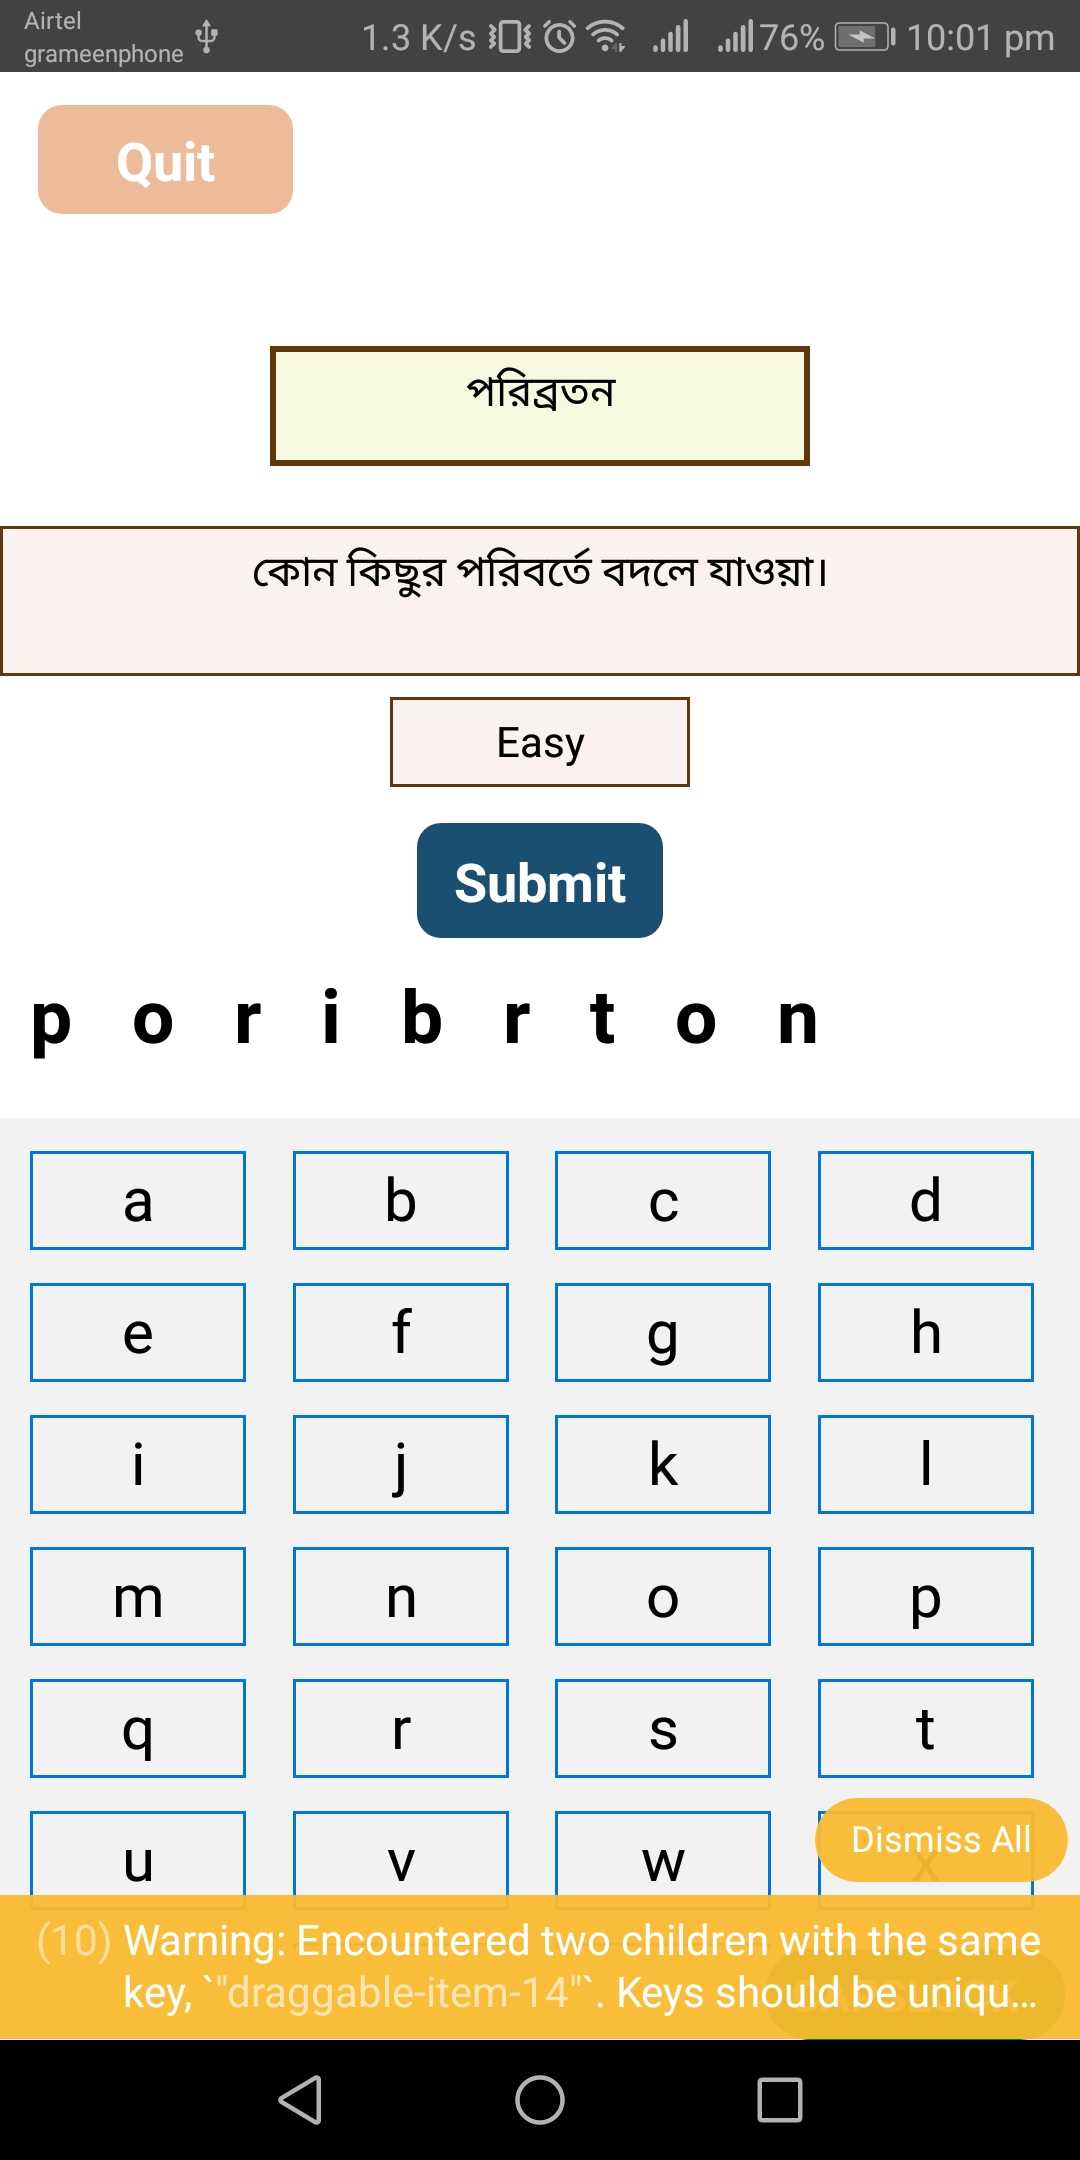 Airtel
grameenphone
1.3 K/s 76% 10:01 pm
Quit
পরিব্রতন
কোন কিছুর পরিবর্তে বদলে যাওয়া।
Easy
Submit
p o r i b r t o n
a b c d
e f g h
i j k l
m n o p
q r s t
u v w x
Dismiss All
(10) Warning: Encountered two children with the same
key, `"draggable-item-14"`. Keys should be uniqu...